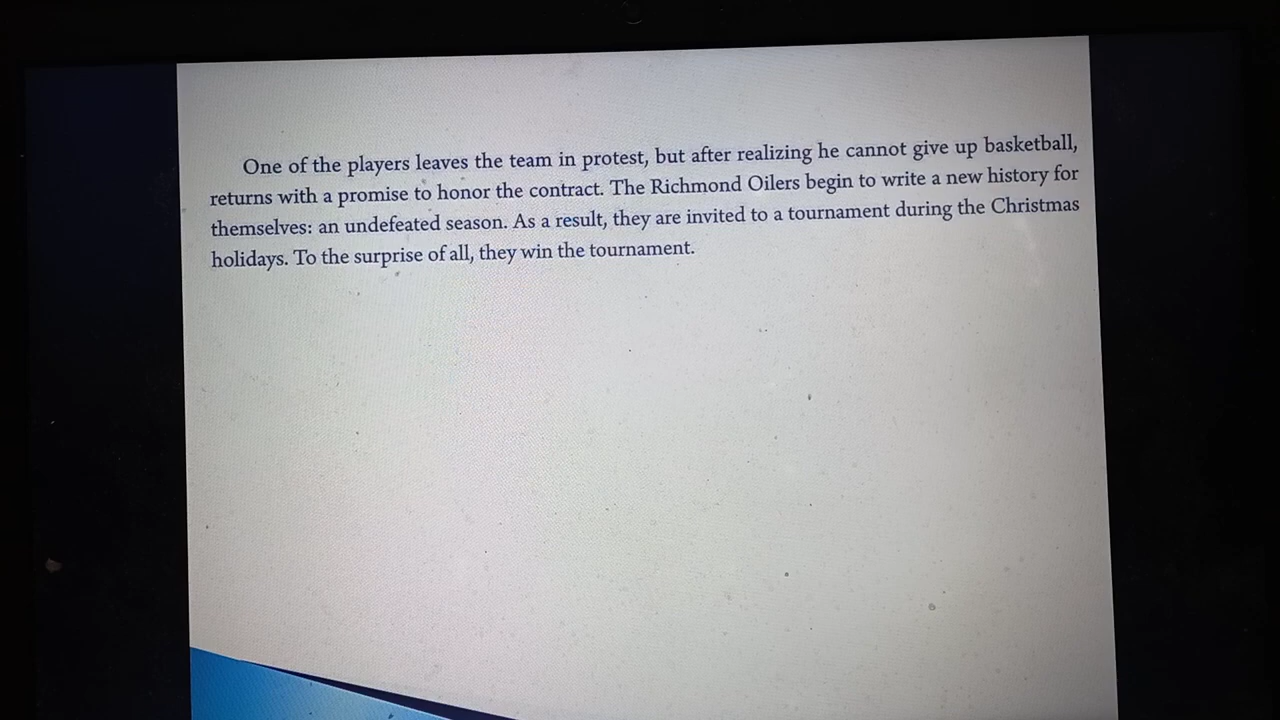 One of the players leaves the team in protest, but after realizing he cannot give up basketball,
returns with a promise to honor the contract. The Richmond Oilers begin to write a new history for
themselves: an undefeated season. As a result, they are invited to a tournament during the Christmas
holidays. To the surprise of all, they win the tournament.